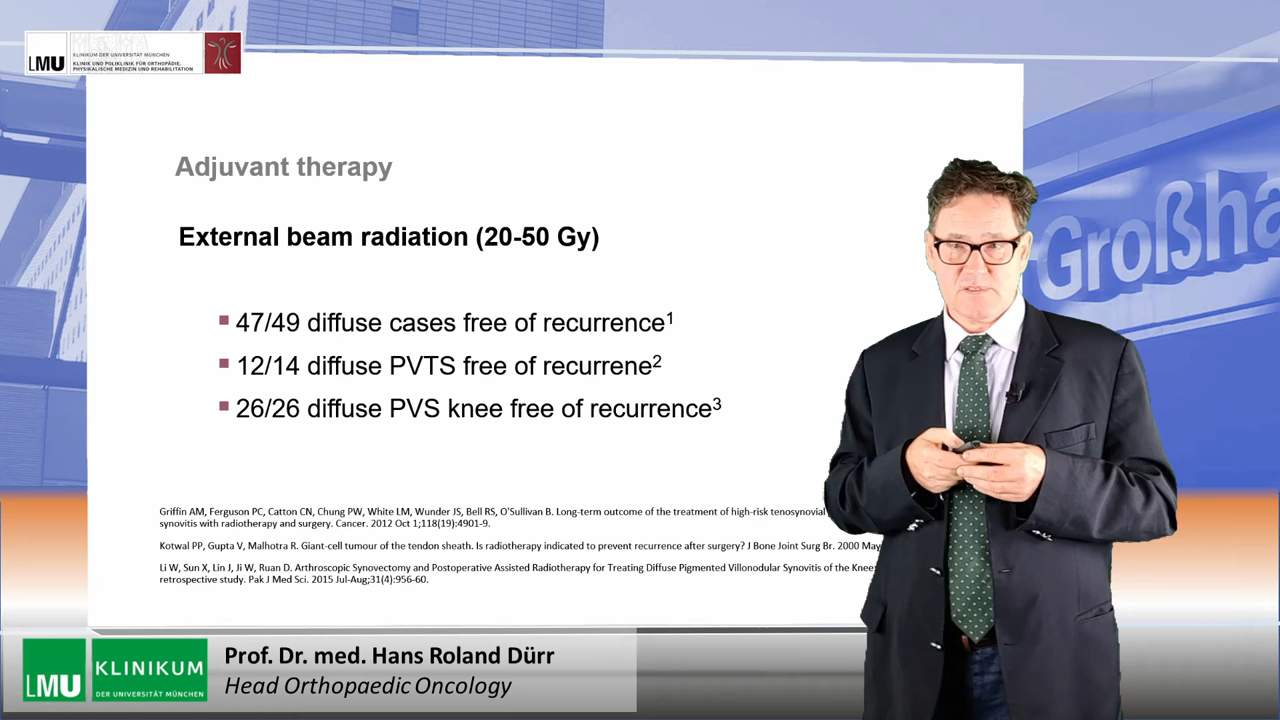 LMU
KLINIKUM DER UNIVERSITÄT MÜNCHEN
KLINIK UND POLIKLINIK FÜR ORTHOPÄDIE,
PHYSIKALISCHE MEDIZIN UND REHABILITATION
Großha
Adjuvant therapy
External beam radiation (20-50 Gy)
47/49 diffuse cases free of recurrence¹
12/14 diffuse PVTS free of recurrene²
26/26 diffuse PVS knee free of recurrence³
Griffin AM, Ferguson PC, Catton CN, Chung PW, White LM, Wunder JS, Bell RS, O'Sullivan B. Long-term outcome of the treatment of high-risk tenosynovial
synovitis with radiotherapy and surgery. Cancer. 2012 Oct 1;118(19):4901-9.
Kotwal PP, Gupta V, Malhotra R. Giant-cell tumour of the tendon sheath. Is radiotherapy indicated to prevent recurrence after surgery? J Bone Joint Surg Br. 2000 May
Li W, Sun X, Lin J, Ji W, Ruan D. Arthroscopic Synovectomy and Postoperative Assisted Radiotherapy for Treating Diffuse Pigmented Villonodular Synovitis of the Knee:
retrospective study. Pak J Med Sci. 2015 Jul-Aug;31(4):956-60.
LMU
KLINIKUM
DER UNIVERSITÄT MÜNCHEN
Prof. Dr. med. Hans Roland Dürr
Head Orthopaedic Oncology